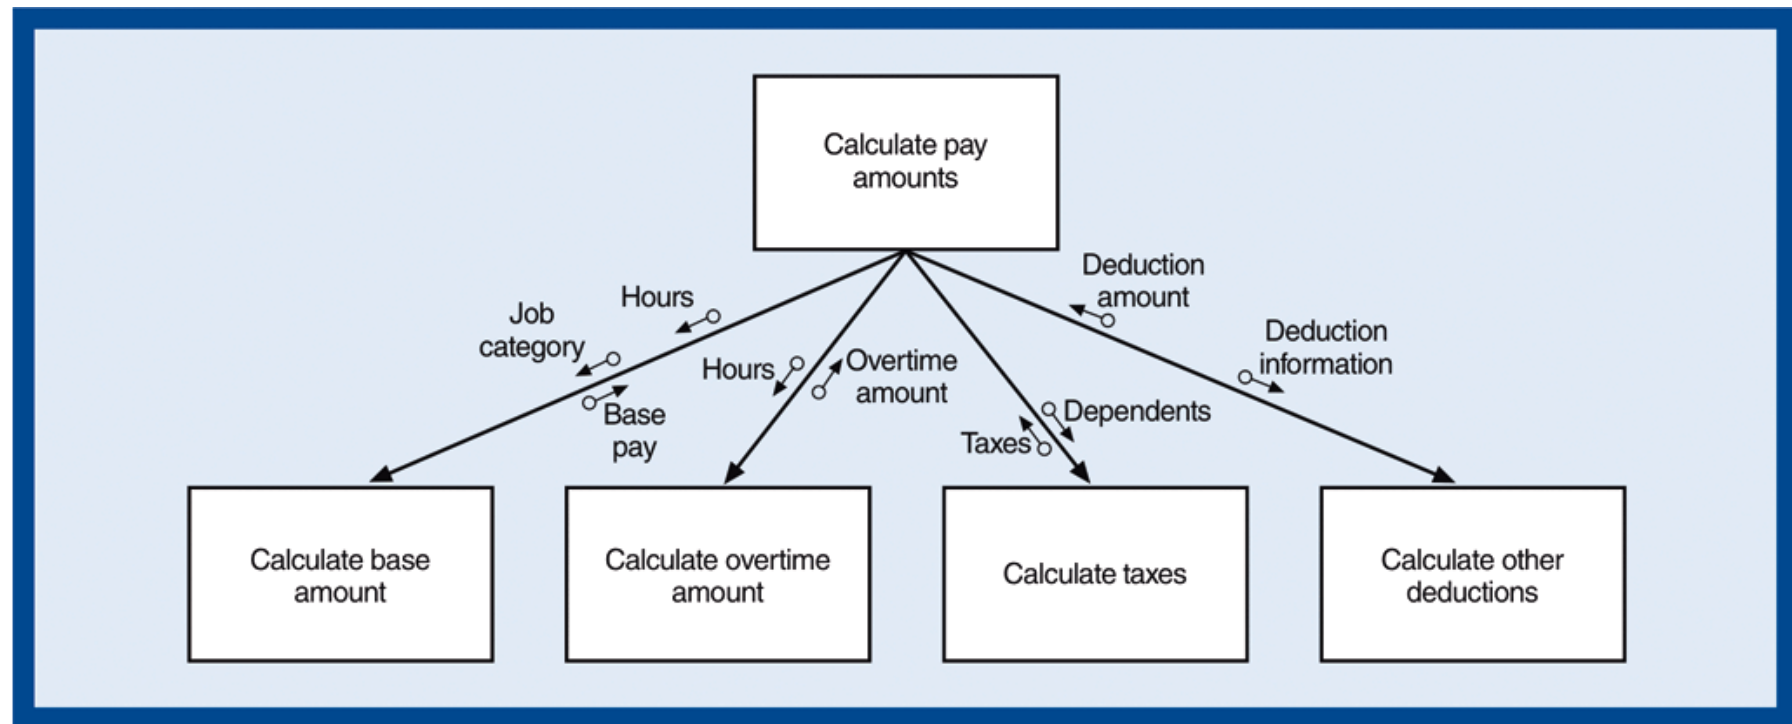 Calculate pay
amounts
Hours
Job
category
Base
pay
Hours
Overtime
amount
Taxes
Dependents
Deduction
amount
Deduction
information
Calculate base
amount
Calculate overtime
amount
Calculate taxes
Calculate other
deductions